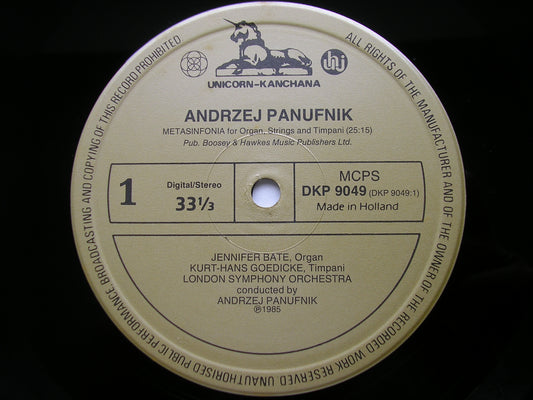 ALL RIGHTS OF THE MANUFACTURER AND OF THE OWNER OF THE RECORDED WORK RESERVED UNAUTHORISED PUBLIC PERFORMANCE BROADCASTING AND COPYING OF THIS RECORD PROHIBITED
UNICORN-KANCHANA
ANDRZEJ PANUFNIK
METASINFONIA for Organ, Strings and Timpani (25:15)
Pub. Boosey & Hawkes Music Publishers Ltd.
1
Digital/Stereo
33 1/3
MCPS
DKP 9049 (DKP 9049:1)
Made in Holland
JENNIFER BATE, Organ
KURT-HANS GOEDICKE, Timpani
LONDON SYMPHONY ORCHESTRA
conducted by
ANDRZEJ PANUFNIK
℗1985